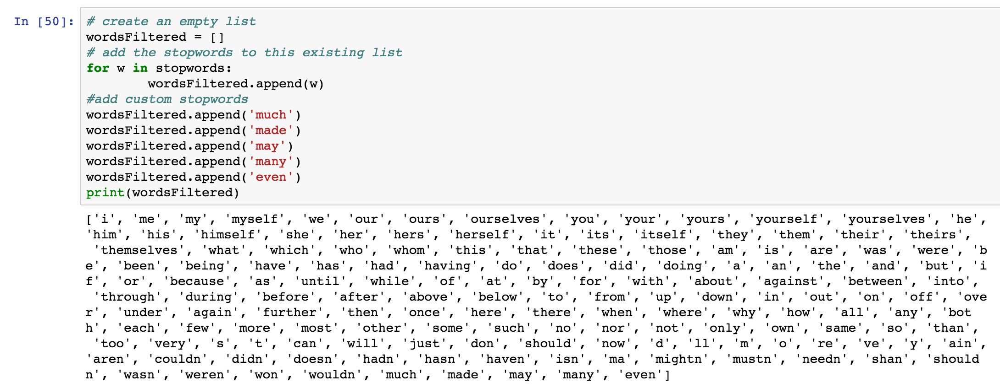 In [50]: # create an empty list
wordsFiltered = []
# add the stopwords to this existing list
for w in stopwords:
        wordsFiltered.append(w)
#add custom stopwords
wordsFiltered.append('much')
wordsFiltered.append('made')
wordsFiltered.append('may')
wordsFiltered.append('many')
wordsFiltered.append('even')
print(wordsFiltered)
['i', 'me', 'my', 'myself', 'we', 'our', 'ours', 'ourselves', 'you', 'your', 'yours', 'yourself', 'yourselves', 'he',
'him', 'his', 'himself', 'she', 'her', 'hers', 'herself', 'it', 'its', 'itself', 'they', 'them', 'their', 'theirs',
 'themselves', 'what', 'which', 'who', 'whom', 'this', 'that', 'these', 'those', 'am', 'is', 'are', 'was', 'were', 'b
e', 'been', 'being', 'have', 'has', 'had', 'having', 'do', 'does', 'did', 'doing', 'a', 'an', 'the', 'and', 'but', 'i
f', 'or', 'because', 'as', 'until', 'while', 'of', 'at', 'by', 'for', 'with', 'about', 'against', 'between', 'into',
 'through', 'during', 'before', 'after', 'above', 'below', 'to', 'from', 'up', 'down', 'in', 'out', 'on', 'off', 'ove
r', 'under', 'again', 'further', 'then', 'once', 'here', 'there', 'when', 'where', 'why', 'how', 'all', 'any', 'bot
h', 'each', 'few', 'more', 'most', 'other', 'some', 'such', 'no', 'nor', 'not', 'only', 'own', 'same', 'so', 'than',
 'too', 'very', 's', 't', 'can', 'will', 'just', 'don', 'should', 'now', 'd', 'll', 'm', 'o', 're', 've', 'y', 'ain',
'aren', 'couldn', 'didn', 'doesn', 'hadn', 'hasn', 'haven', 'isn', 'ma', 'mightn', 'mustn', 'needn', 'shan', 'should
n', 'wasn', 'weren', 'won', 'wouldn', 'much', 'made', 'may', 'many', 'even']